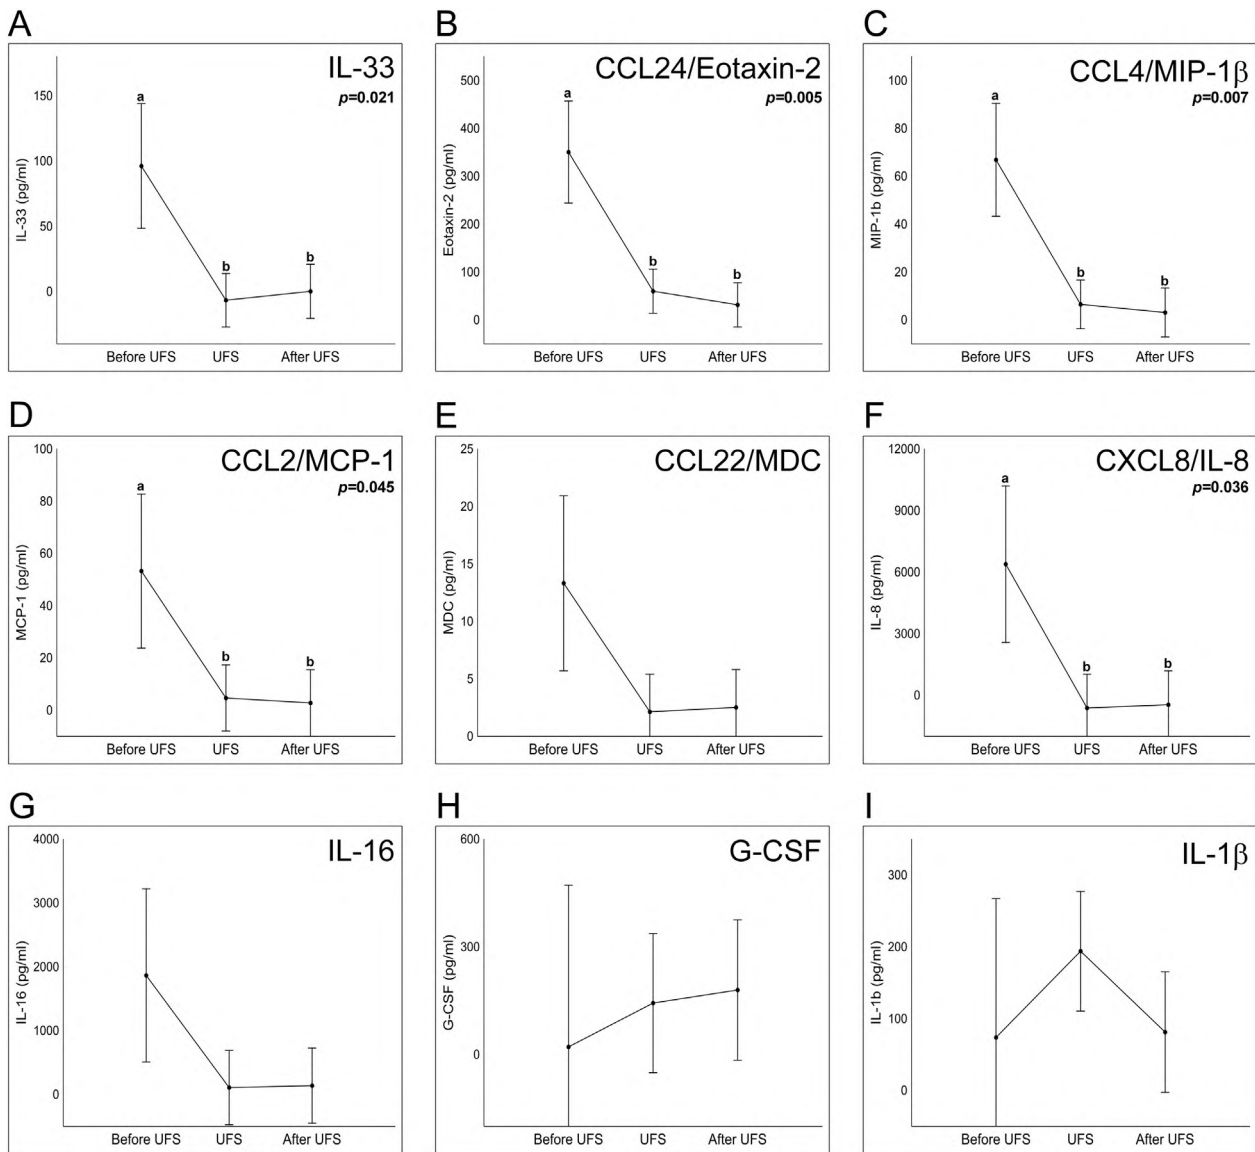 A
IL-33
p=0.021
150
100
50
0
IL-33 (pg/ml)
a
b
b
Before UFS UFS After UFS
B
CCL24/Eotaxin-2
p=0.005
500
400
300
200
100
0
Eotaxin-2 (pg/ml)
a
b
b
Before UFS UFS After UFS
C
CCL4/MIP-1β
p=0.007
100
80
60
40
20
0
MIP-1b (pg/ml)
a
b
b
Before UFS UFS After UFS
D
CCL2/MCP-1
p=0.045
100
80
60
40
20
0
MCP-1 (pg/ml)
a
b
b
Before UFS UFS After UFS
E
CCL22/MDC
25
20
15
10
5
0
MDC (pg/ml)
Before UFS UFS After UFS
F
CXCL8/IL-8
p=0.036
12000
9000
6000
3000
0
IL-8 (pg/ml)
a
b
b
Before UFS UFS After UFS
G
IL-16
4000
3000
2000
1000
0
IL-16 (pg/ml)
Before UFS UFS After UFS
H
G-CSF
600
300
0
G-CSF (pg/ml)
Before UFS UFS After UFS
I
IL-1β
300
200
100
0
IL-1b (pg/ml)
Before UFS UFS After UFS